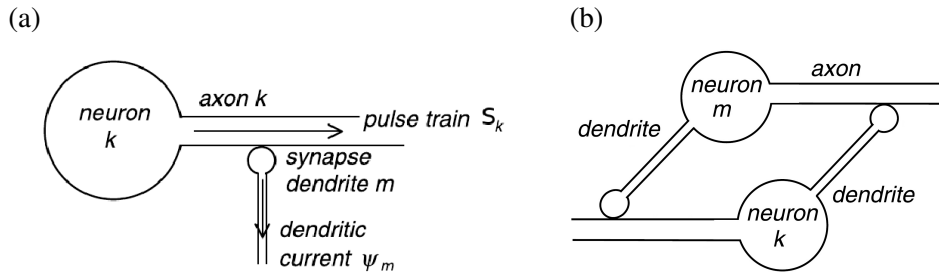 (a)
neuron
k
axon k
pulse train S_k
synapse
dendrite m
dendritic
current ψ_m
(b)
neuron
m
axon
dendrite
dendrite
neuron
k